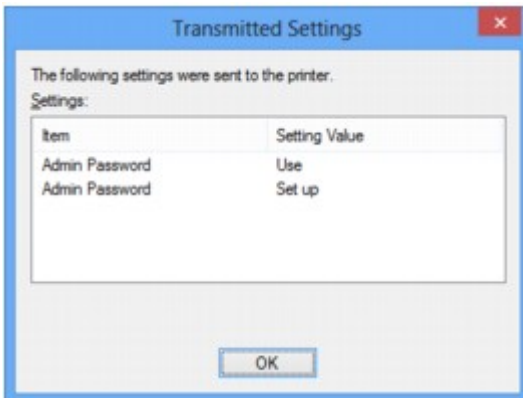 Transmitted Settings
The following settings were sent to the printer.
Settings:
Item Setting Value
Admin Password Use
Admin Password Set up
OK